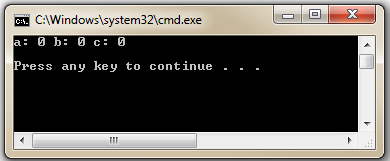 C:\Windows\system32\cmd.exe
a: 0 b: 0 c: 0
Press any key to continue . . .